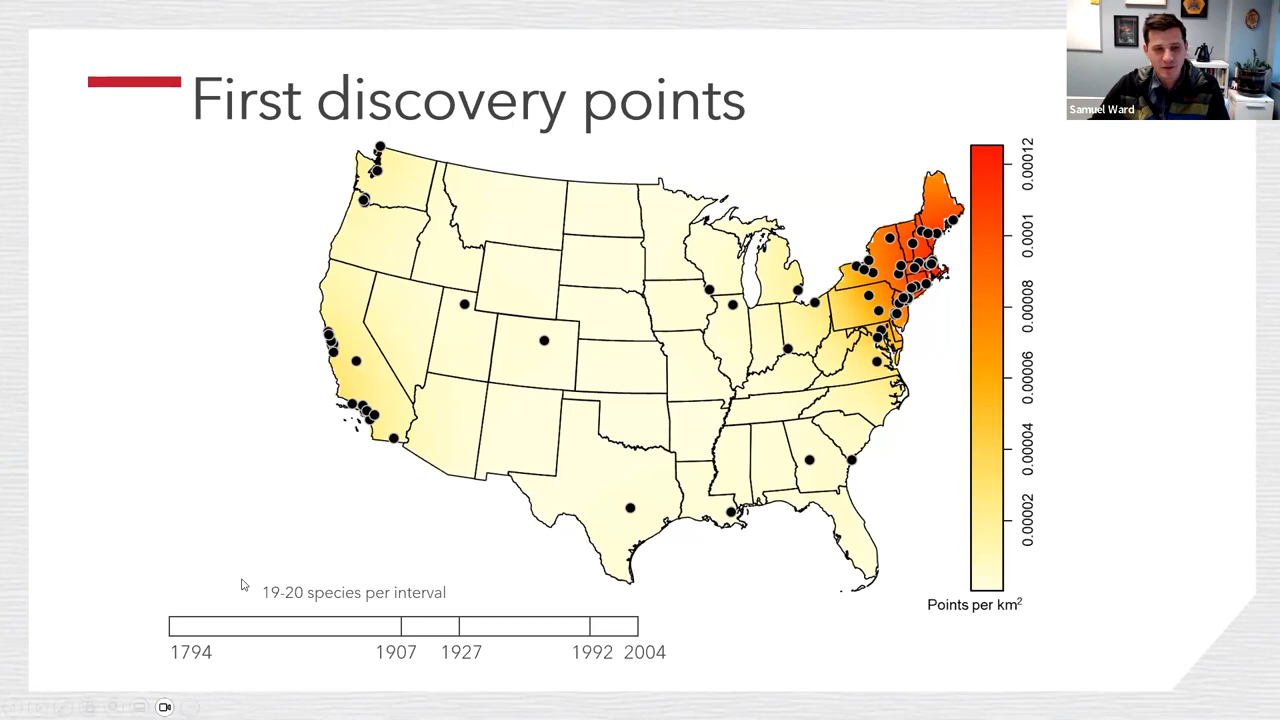 First discovery points
Samuel Ward
0.00012
0.0001
0.00008
0.00006
0.00004
0.00002
Points per km²
19-20 species per interval
1794 1907 1927 1992 2004